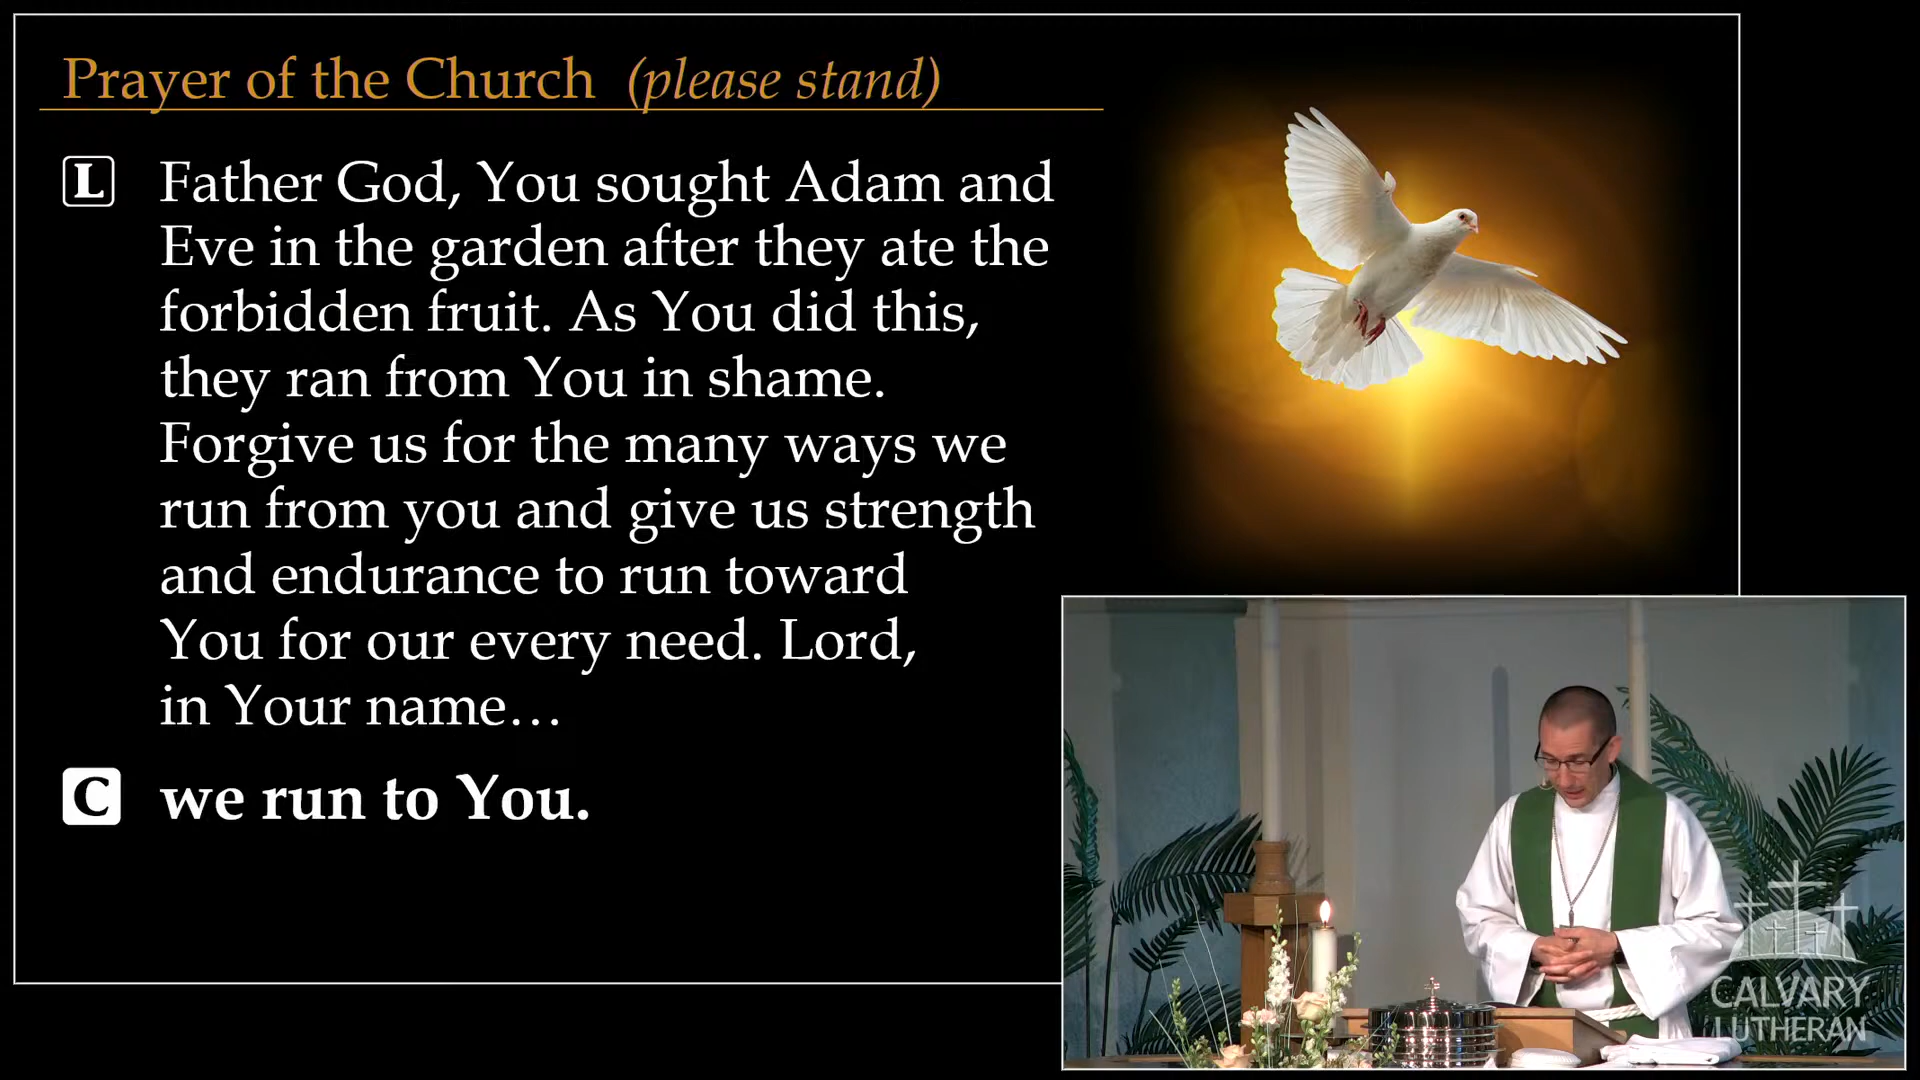 Prayer of the Church (please stand)
L Father God, You sought Adam and
Eve in the garden after they ate the
forbidden fruit. As You did this,
they ran from You in shame.
Forgive us for the many ways we
run from you and give us strength
and endurance to run toward
You for our every need. Lord,
in Your name…
C we run to You.
CALVARY
LUTHERAN